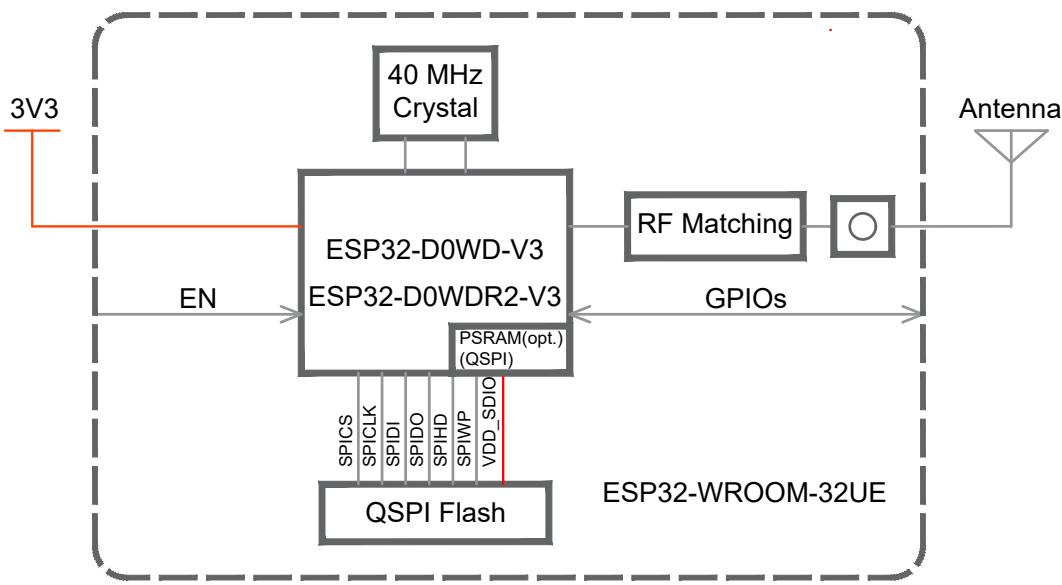 40 MHz
Crystal
3V3
Antenna
RF Matching
ESP32-D0WD-V3
ESP32-D0WDR2-V3
EN
GPIOs
PSRAM(opt.)
(QSPI)
SPICS
SPICLK
SPIDI
SPIDO
SPIHD
SPIWP
VDD_SDIO
ESP32-WROOM-32UE
QSPI Flash